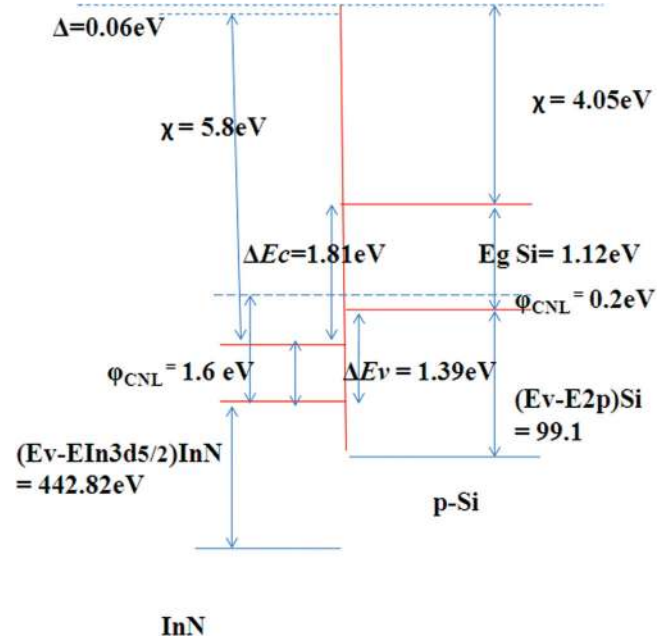 Δ=0.06eV
χ = 5.8eV
χ = 4.05eV
ΔEc=1.81eV
Eg Si= 1.12eV
φCNL = 0.2eV
φCNL = 1.6 eV
ΔEv = 1.39eV
(Ev-E2p)Si
= 99.1
(Ev-EIn3d5/2)InN
= 442.82eV
p-Si
InN